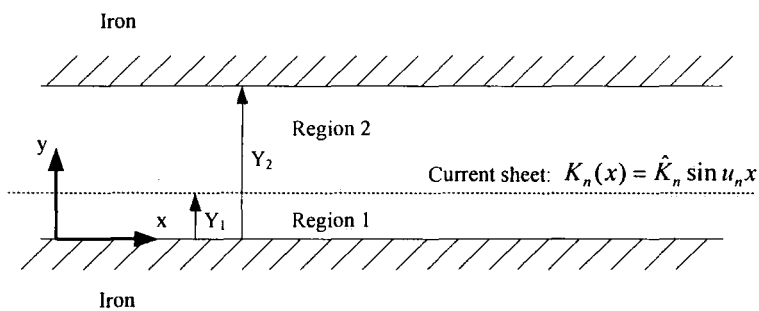 Iron
Region 2
y
Y₂
Current sheet: Kₙ(x) = K̂ₙ sin uₙx
x
Y₁
Region 1
Iron